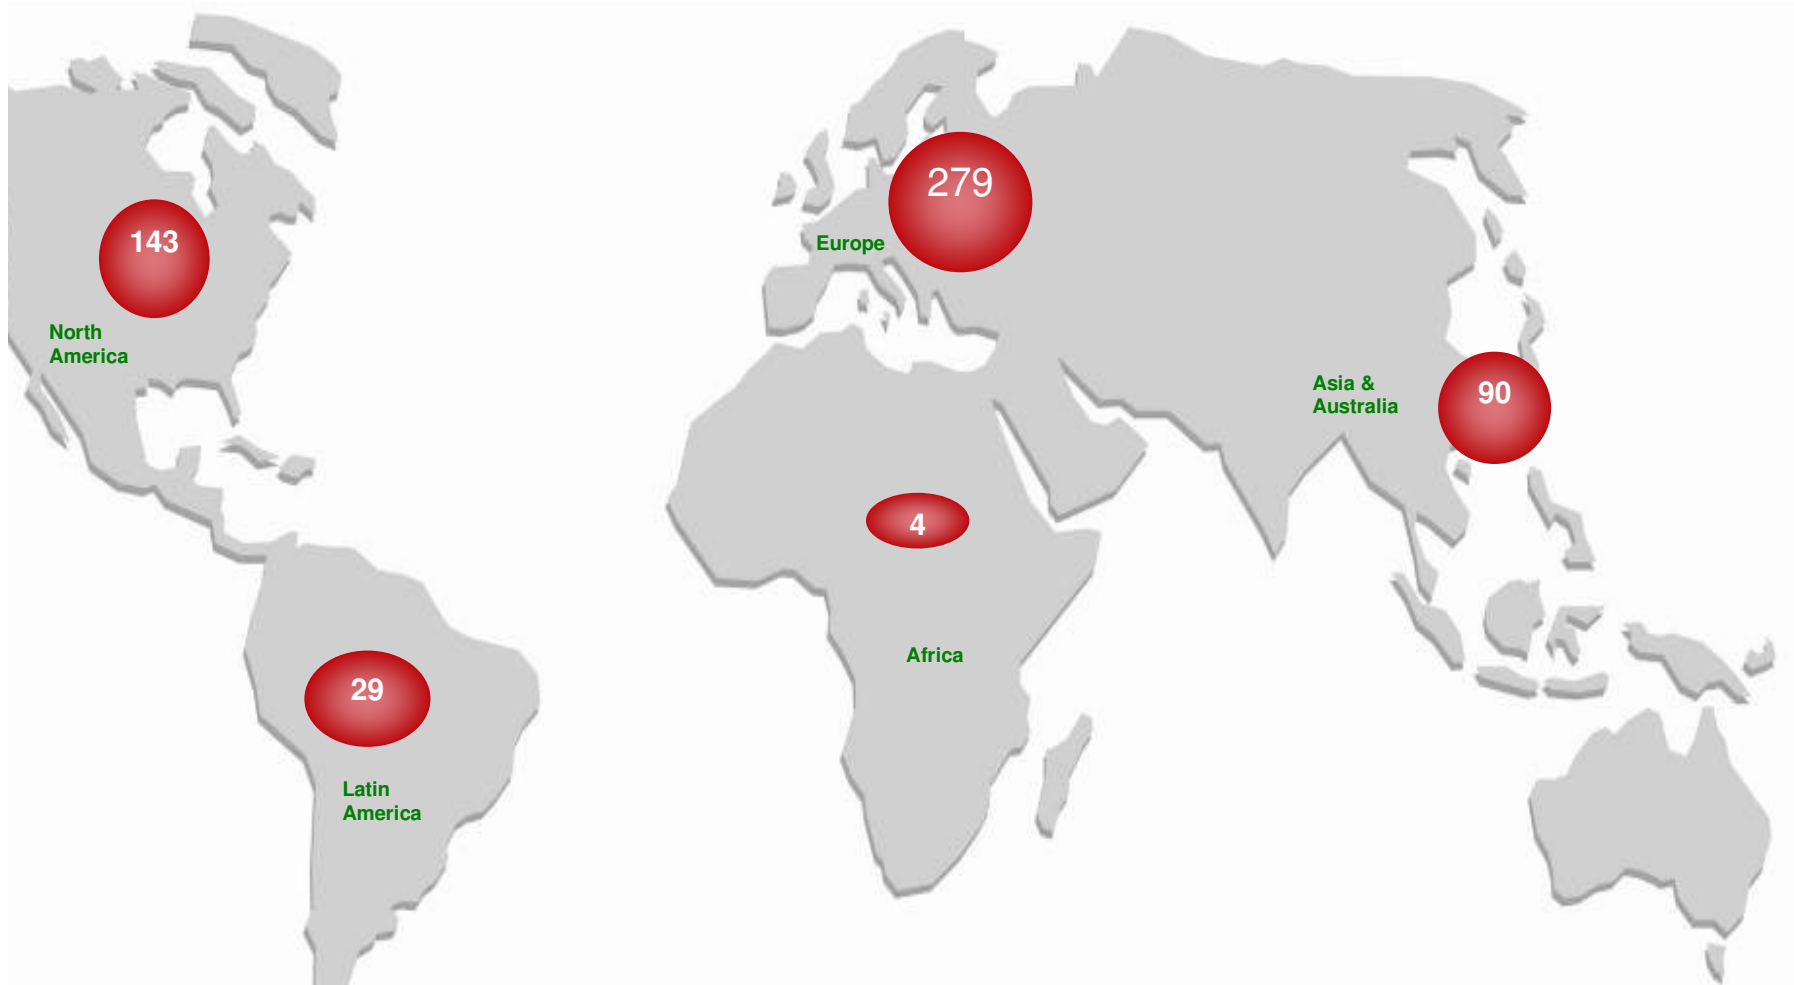 279
143
Europe
North
America
Asia &
Australia
90
4
Africa
29
Latin
America